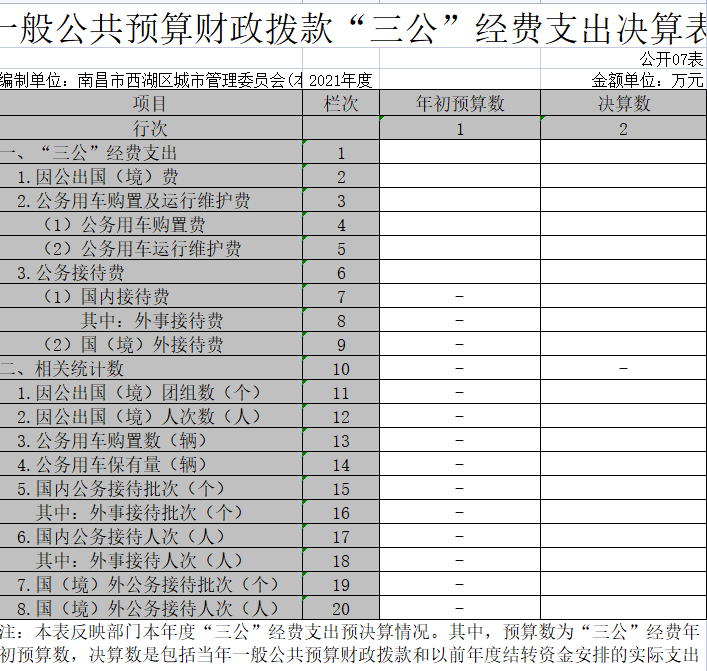 一般公共预算财政拨款“三公”经费支出决算表
公开07表
编制单位：南昌市西湖区城市管理委员会(本 2021年度 金额单位：万元
项目 栏次 年初预算数 决算数
行次 1 2
一、“三公”经费支出 1
1.因公出国（境）费 2
2.公务用车购置及运行维护费 3
（1）公务用车购置费 4
（2）公务用车运行维护费 5
3.公务接待费 6
（1）国内接待费 7 －
其中：外事接待费 8 －
（2）国（境）外接待费 9 －
二、相关统计数 10 － －
1.因公出国（境）团组数（个） 11 －
2.因公出国（境）人次数（人） 12 －
3.公务用车购置数（辆） 13 －
4.公务用车保有量（辆） 14 －
5.国内公务接待批次（个） 15 －
其中：外事接待批次（个） 16 －
6.国内公务接待人次（人） 17 －
其中：外事接待人次（人） 18 －
7.国（境）外公务接待批次（个） 19 －
8.国（境）外公务接待人次（人） 20 －
注：本表反映部门本年度“三公”经费支出预决算情况。其中，预算数为“三公”经费年
初预算数，决算数是包括当年一般公共预算财政拨款和以前年度结转资金安排的实际支出